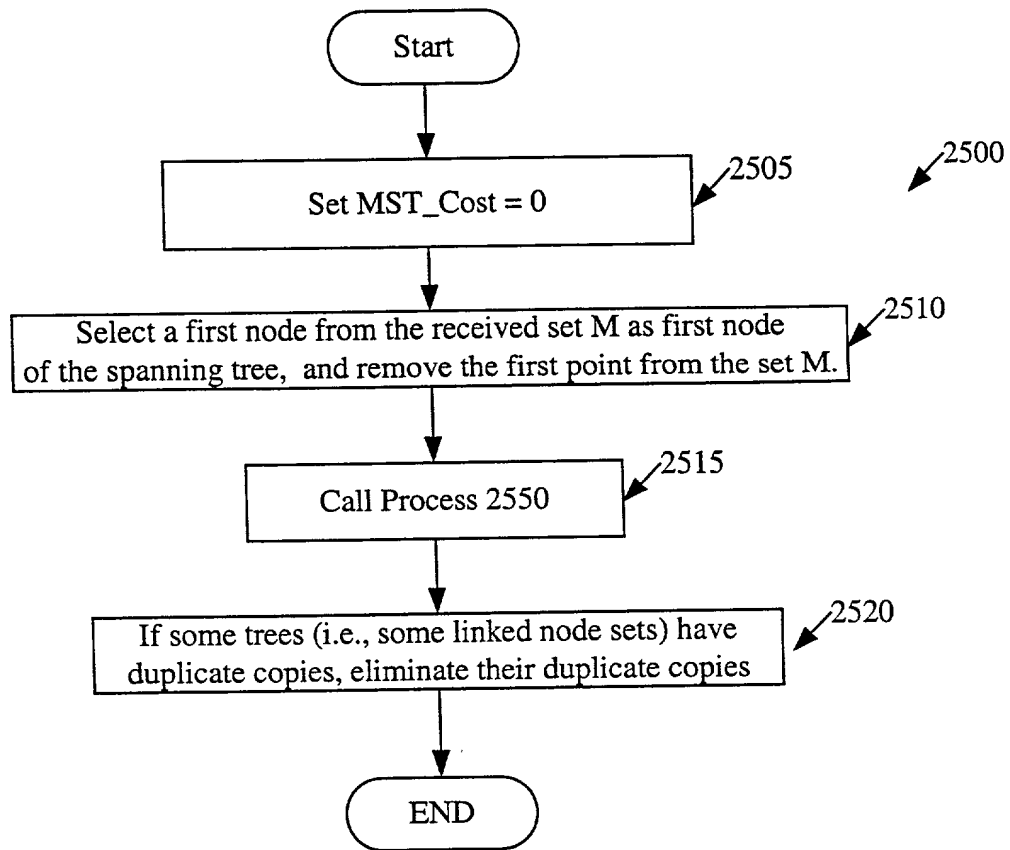 Start
2500
2505
Set MST_Cost = 0
2510
Select a first node from the received set M as first node
of the spanning tree, and remove the first point from the set M.
2515
Call Process 2550
2520
If some trees (i.e., some linked node sets) have
duplicate copies, eliminate their duplicate copies
END